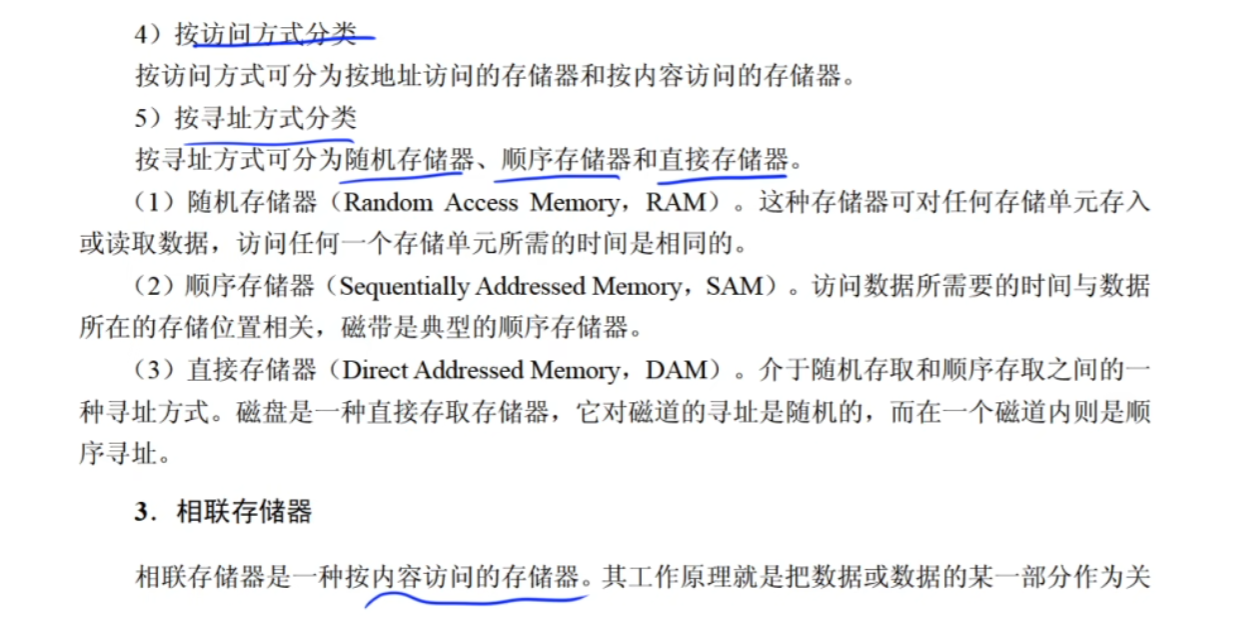 4）按访问方式分类
按访问方式可分为按地址访问的存储器和按内容访问的存储器。
5）按寻址方式分类
按寻址方式可分为随机存储器、顺序存储器和直接存储器。
（1）随机存储器（Random Access Memory，RAM）。这种存储器可对任何存储单元存入
或读取数据，访问任何一个存储单元所需的时间是相同的。
（2）顺序存储器（Sequentially Addressed Memory，SAM）。访问数据所需要的时间与数据
所在的存储位置相关，磁带是典型的顺序存储器。
（3）直接存储器（Direct Addressed Memory，DAM）。介于随机存取和顺序存取之间的一
种寻址方式。磁盘是一种直接存取存储器，它对磁道的寻址是随机的，而在一个磁道内则是顺
序寻址。
3．相联存储器
相联存储器是一种按内容访问的存储器。其工作原理就是把数据或数据的某一部分作为关